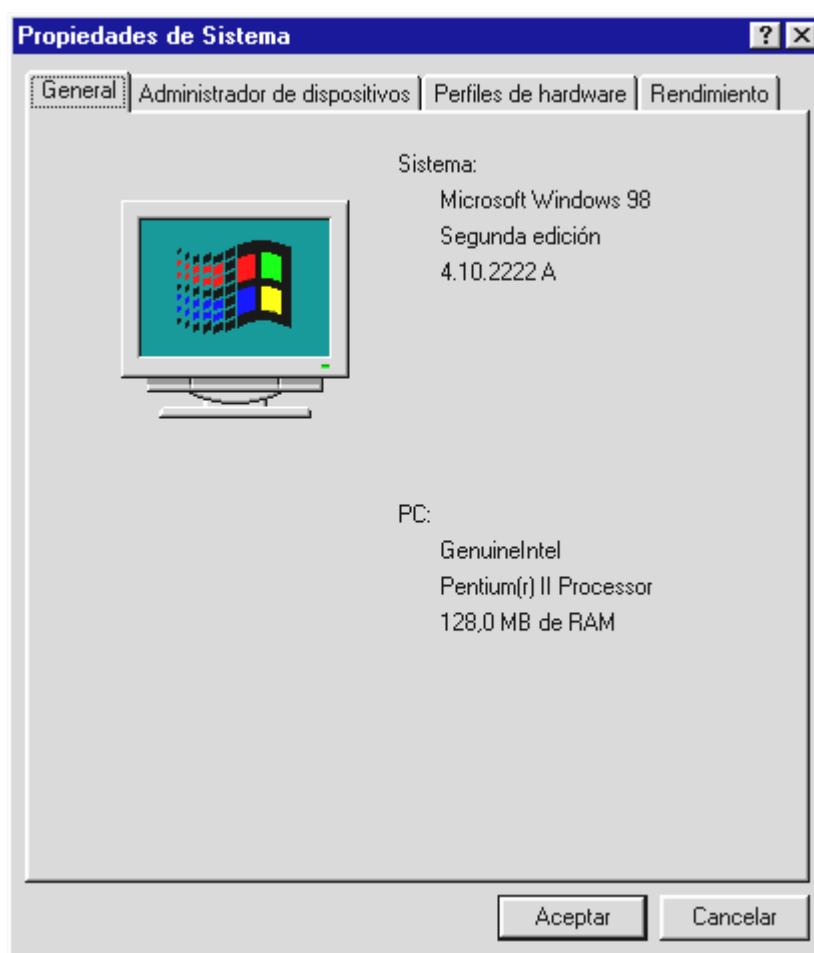 Propiedades de Sistema
General Administrador de dispositivos Perfiles de hardware Rendimiento
Sistema:
Microsoft Windows 98
Segunda edición
4.10.2222 A
PC:
GenuineIntel
Pentium(r) II Processor
128,0 MB de RAM
Aceptar Cancelar